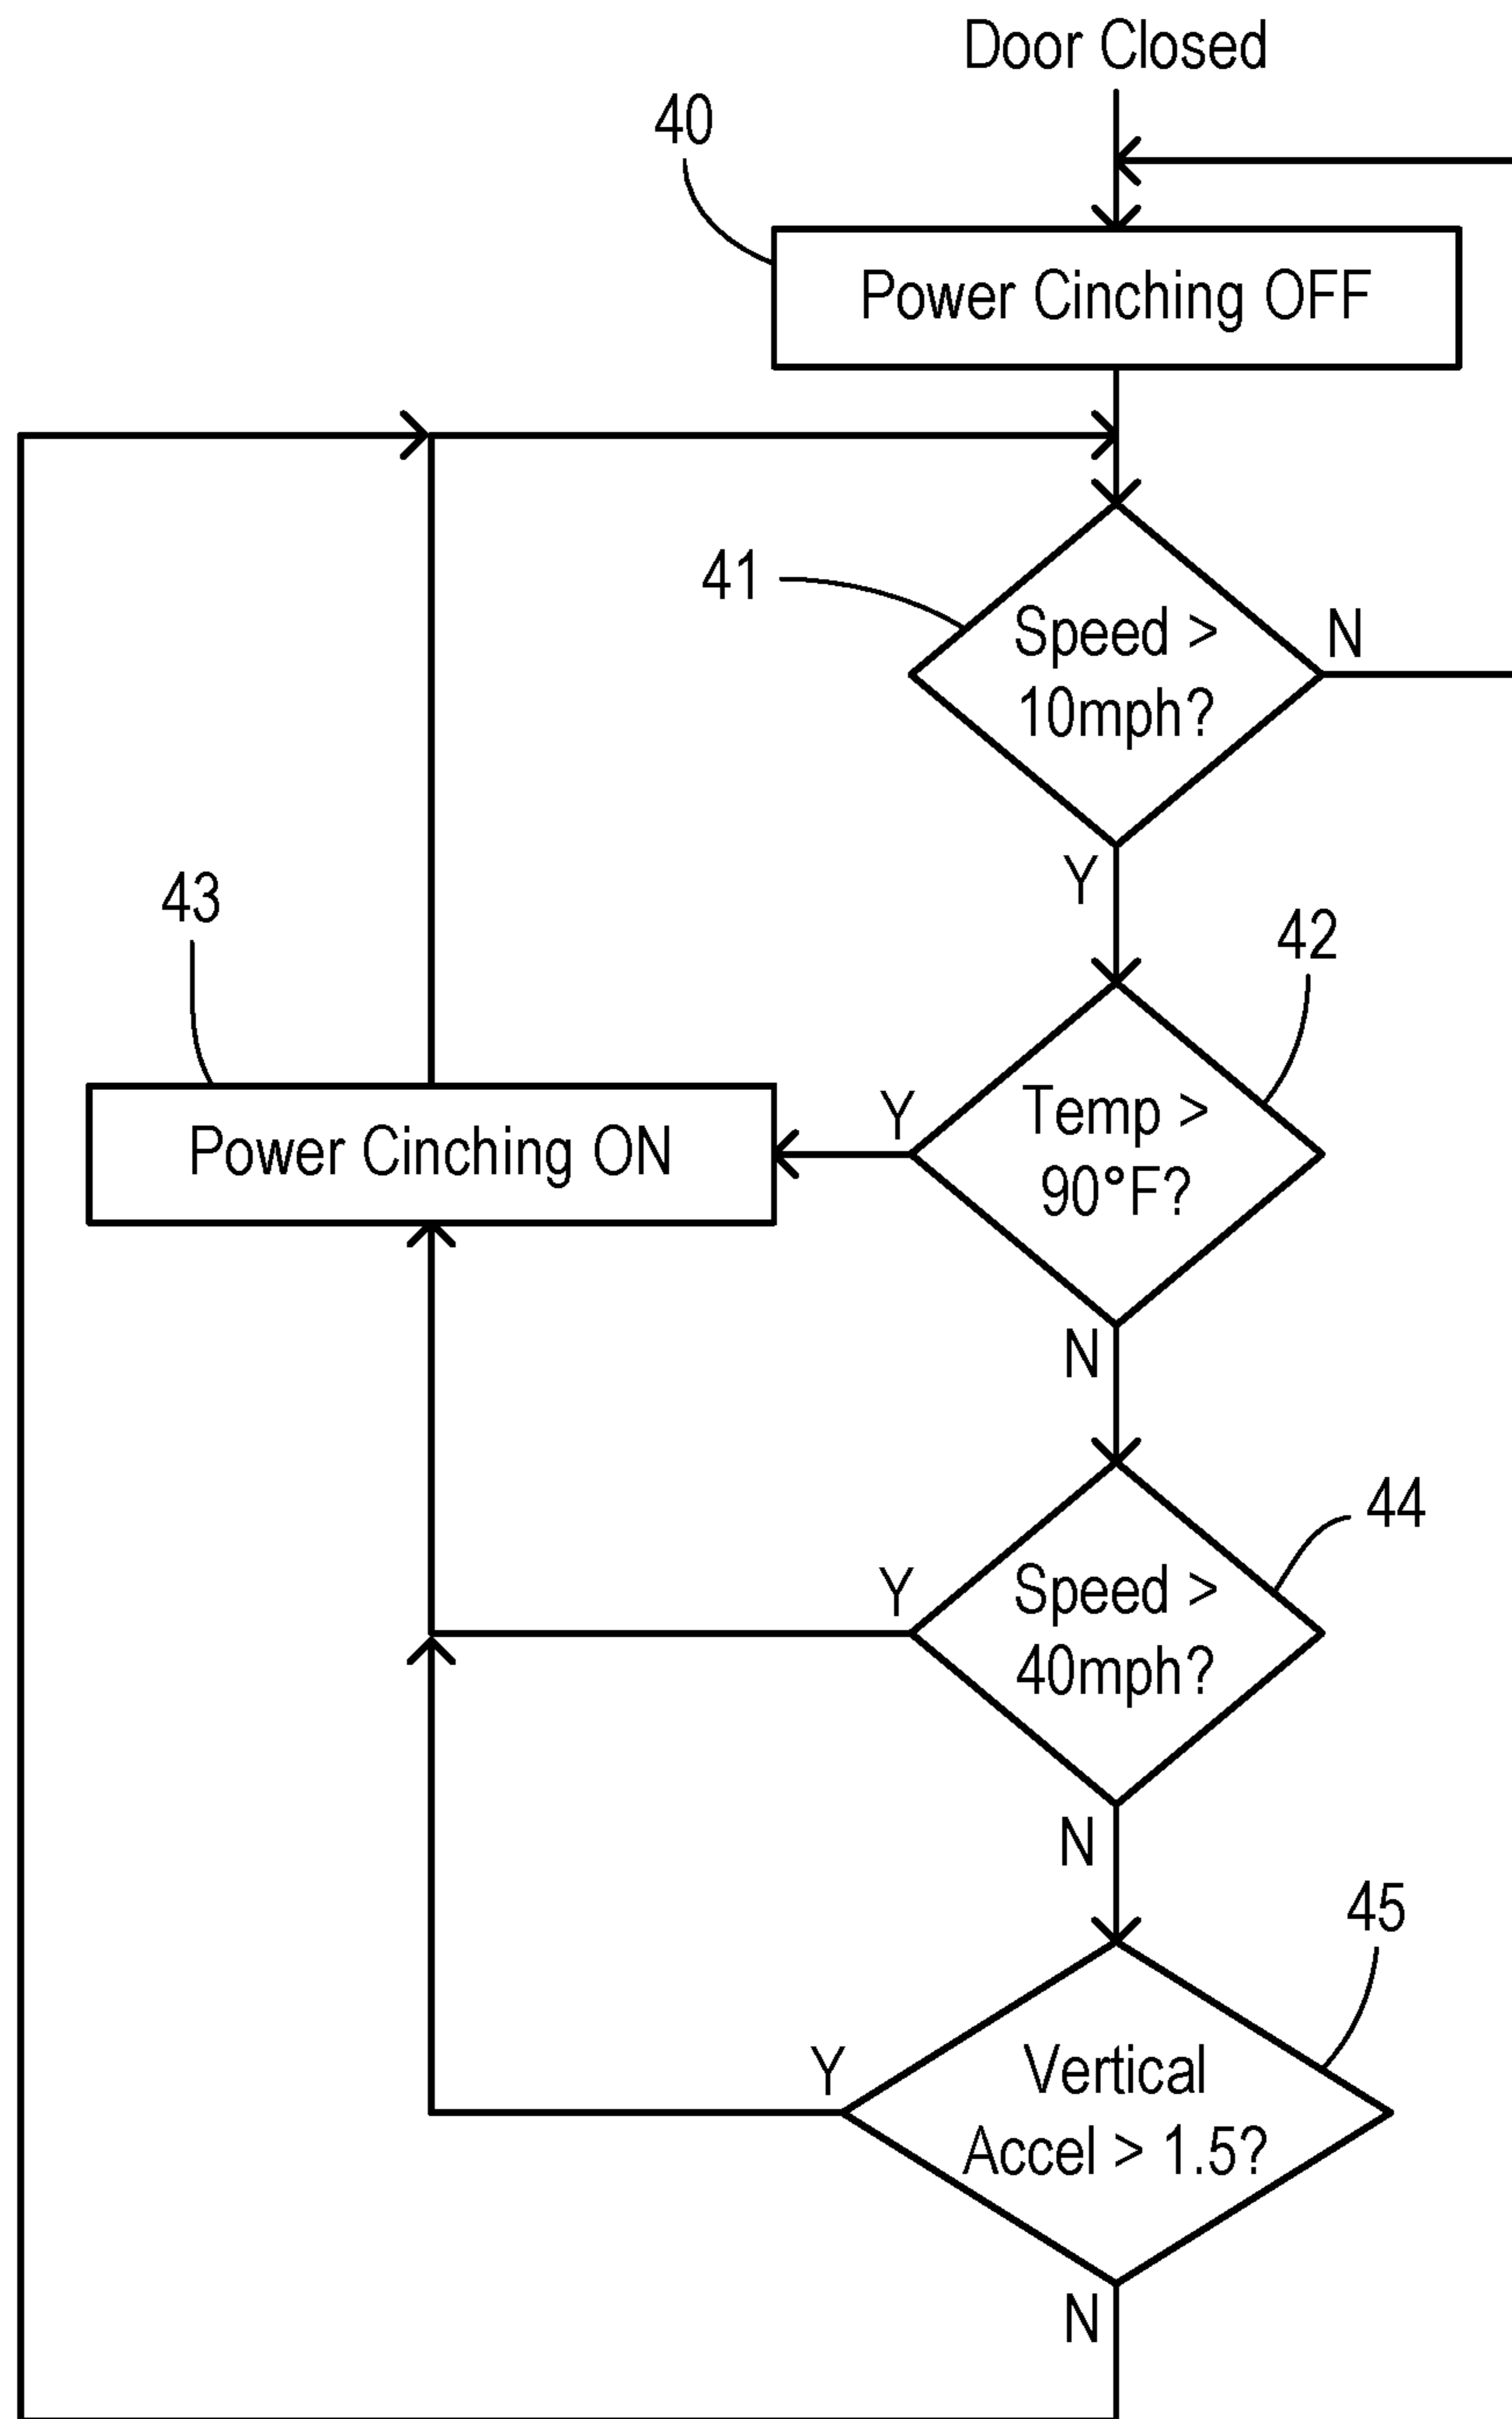 Door Closed
40
Power Cinching OFF
41
Speed >
10mph?
N
Y
43
42
Power Cinching ON
Y
Temp >
90°F?
N
44
Y
Speed >
40mph?
N
45
Y
Vertical
Accel > 1.5?
N